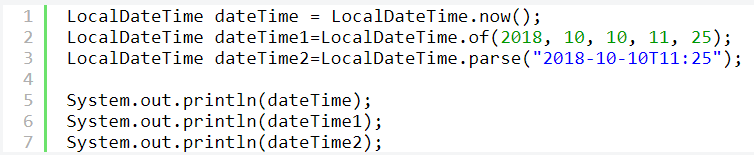 1 LocalDateTime dateTime = LocalDateTime.now();
2 LocalDateTime dateTime1=LocalDateTime.of(2018, 10, 10, 11, 25);
3 LocalDateTime dateTime2=LocalDateTime.parse("2018-10-10T11:25");
4
5 System.out.println(dateTime);
6 System.out.println(dateTime1);
7 System.out.println(dateTime2);